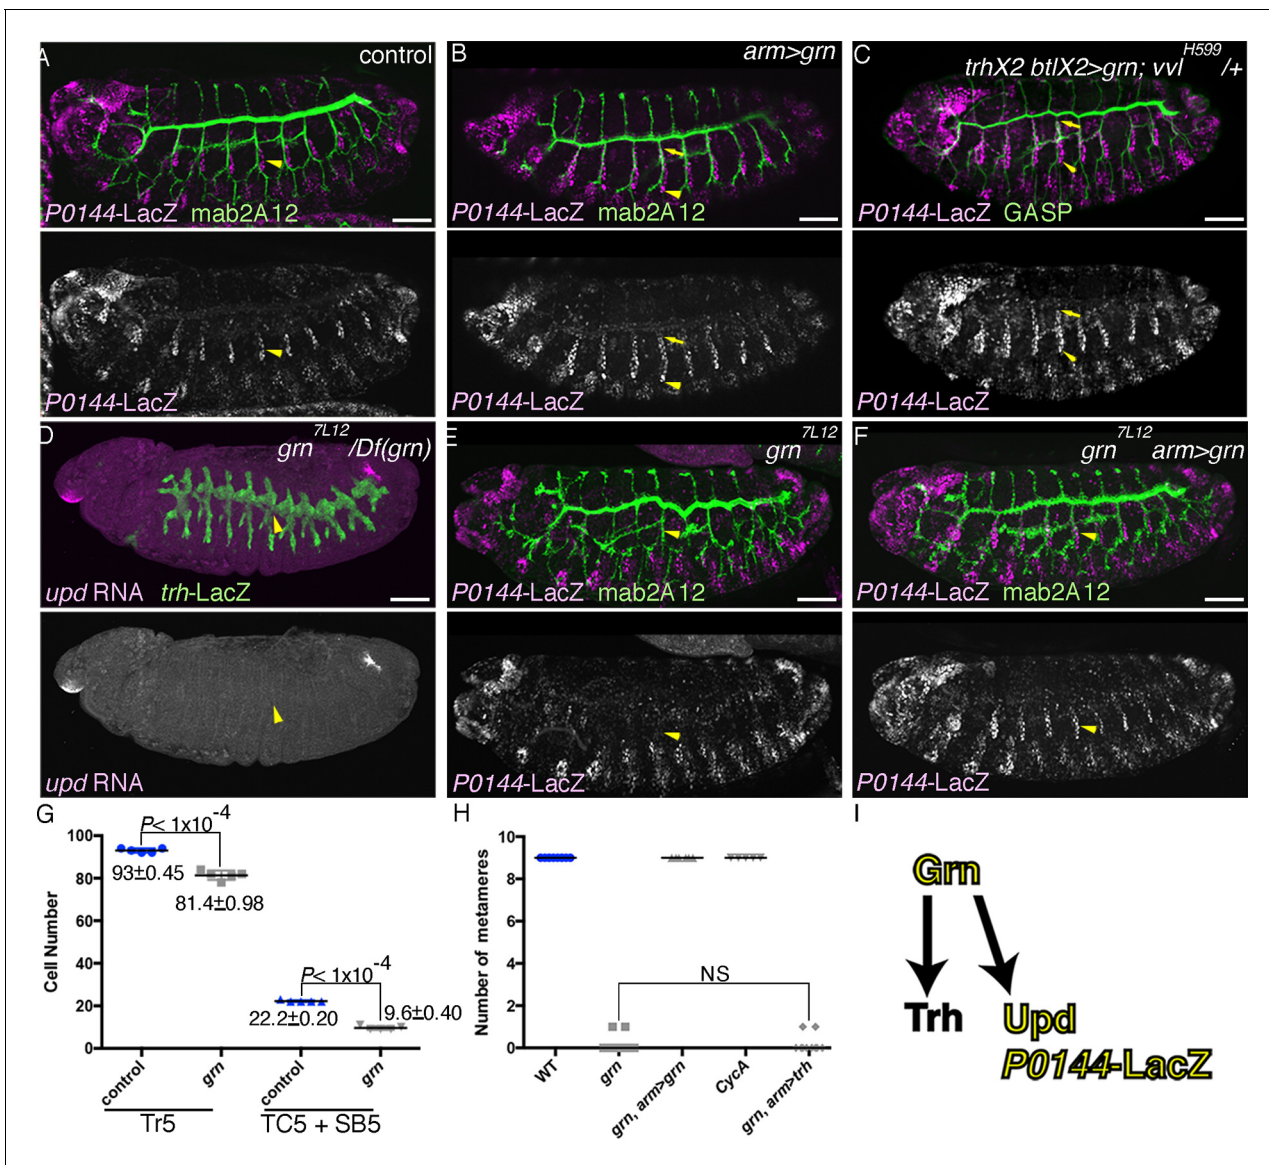 A
control
P0144-LacZ mab2A12
B
arm>grn
P0144-LacZ mab2A12
C
trhX2 btlX2>grn; vvl H599 /+
P0144-LacZ GASP
P0144-LacZ
P0144-LacZ
P0144-LacZ
D
grn 7L12 /Df(grn)
upd RNA trh-LacZ
E
grn 7L12
P0144-LacZ mab2A12
F
grn 7L12 arm>grn
P0144-LacZ mab2A12
upd RNA
P0144-LacZ
P0144-LacZ
G
Cell Number
100
80
60
40
20
0
P< 1x10-4
93±0.45
81.4±0.98
P< 1x10-4
22.2±0.20
9.6±0.40
control
grn
control
grn
Tr5
TC5 + SB5
H
Number of metameres
10
8
6
4
2
0
NS
WT
grn
grn, arm>grn
CycA
grn, arm>trh
I
Grn
Trh
Upd
P0144-LacZ